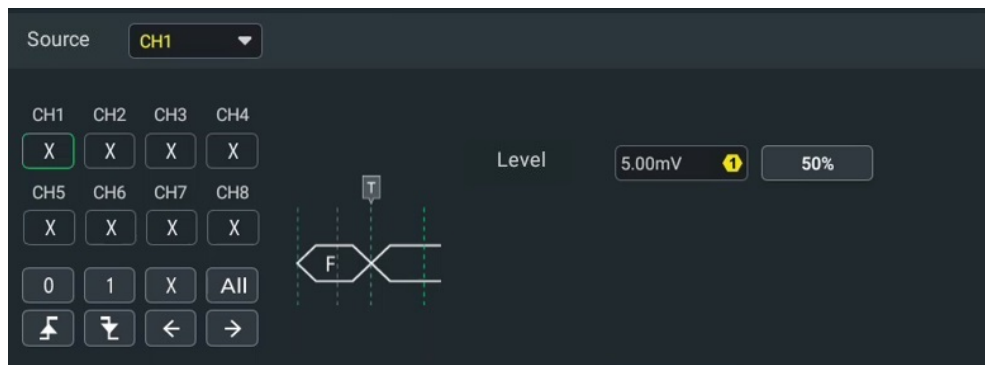 Source CH1
CH1 CH2 CH3 CH4
X X X X
Level 5.00mV 1 50%
CH5 CH6 CH7 CH8
T
X X X X
F
0 1 X All